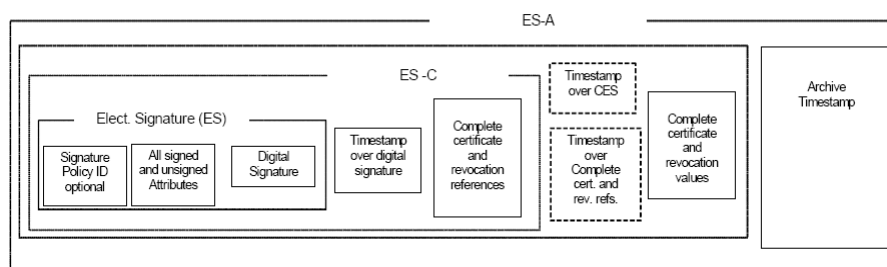 ES-A
ES -C
Elect. Signature (ES)
Signature
Policy ID
optional
All signed
and unsigned
Attributes
Digital
Signature
Timestamp
over digital
signature
Complete
certificate
and
revocation
references
Timestamp
over CES
Timestamp
over
Complete
cert. and
rev. refs.
Complete
certificate
and
revocation
values
Archive
Timestamp